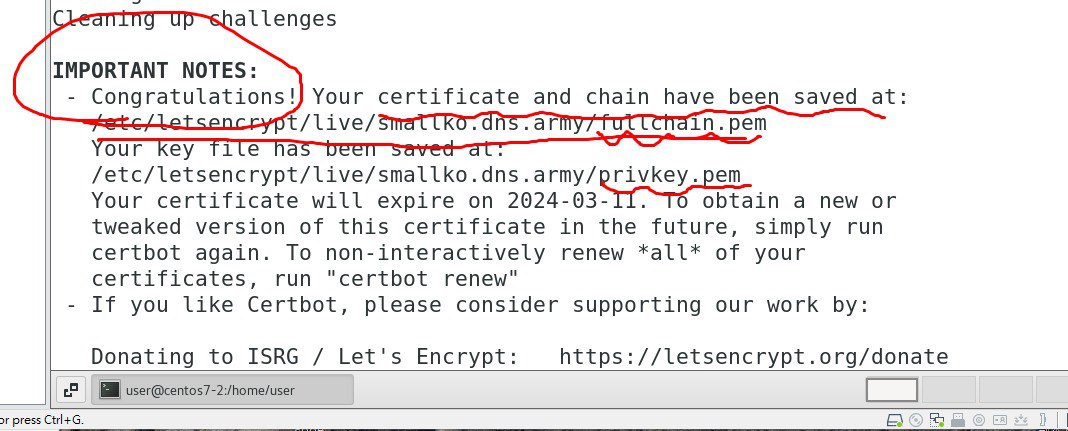 Cleaning up challenges
IMPORTANT NOTES:
- Congratulations! Your certificate and chain have been saved at:
/etc/letsencrypt/live/smallko.dns.army/fullchain.pem
Your key file has been saved at:
/etc/letsencrypt/live/smallko.dns.army/privkey.pem
Your certificate will expire on 2024-03-11. To obtain a new or
tweaked version of this certificate in the future, simply run
certbot again. To non-interactively renew *all* of your
certificates, run "certbot renew"
- If you like Certbot, please consider supporting our work by:
Donating to ISRG / Let's Encrypt:   https://letsencrypt.org/donate
user@centos7-2:/home/user
or press Ctrl+G.